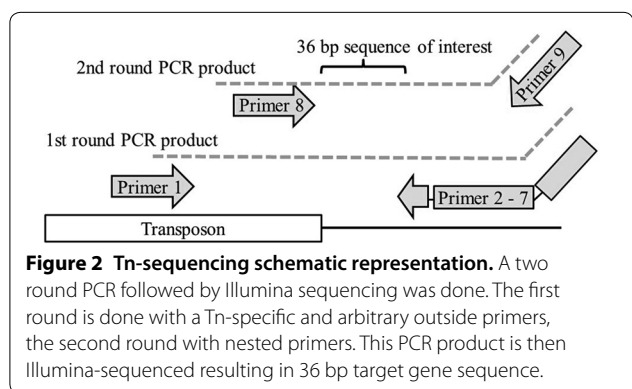 36 bp sequence of interest
2nd round PCR product
Primer 9
Primer 8
1st round PCR product
Primer 1
Primer 2 - 7
Transposon
Figure 2 Tn-sequencing schematic representation. A two
round PCR followed by Illumina sequencing was done. The first
round is done with a Tn-specific and arbitrary outside primers,
the second round with nested primers. This PCR product is then
Illumina-sequenced resulting in 36 bp target gene sequence.